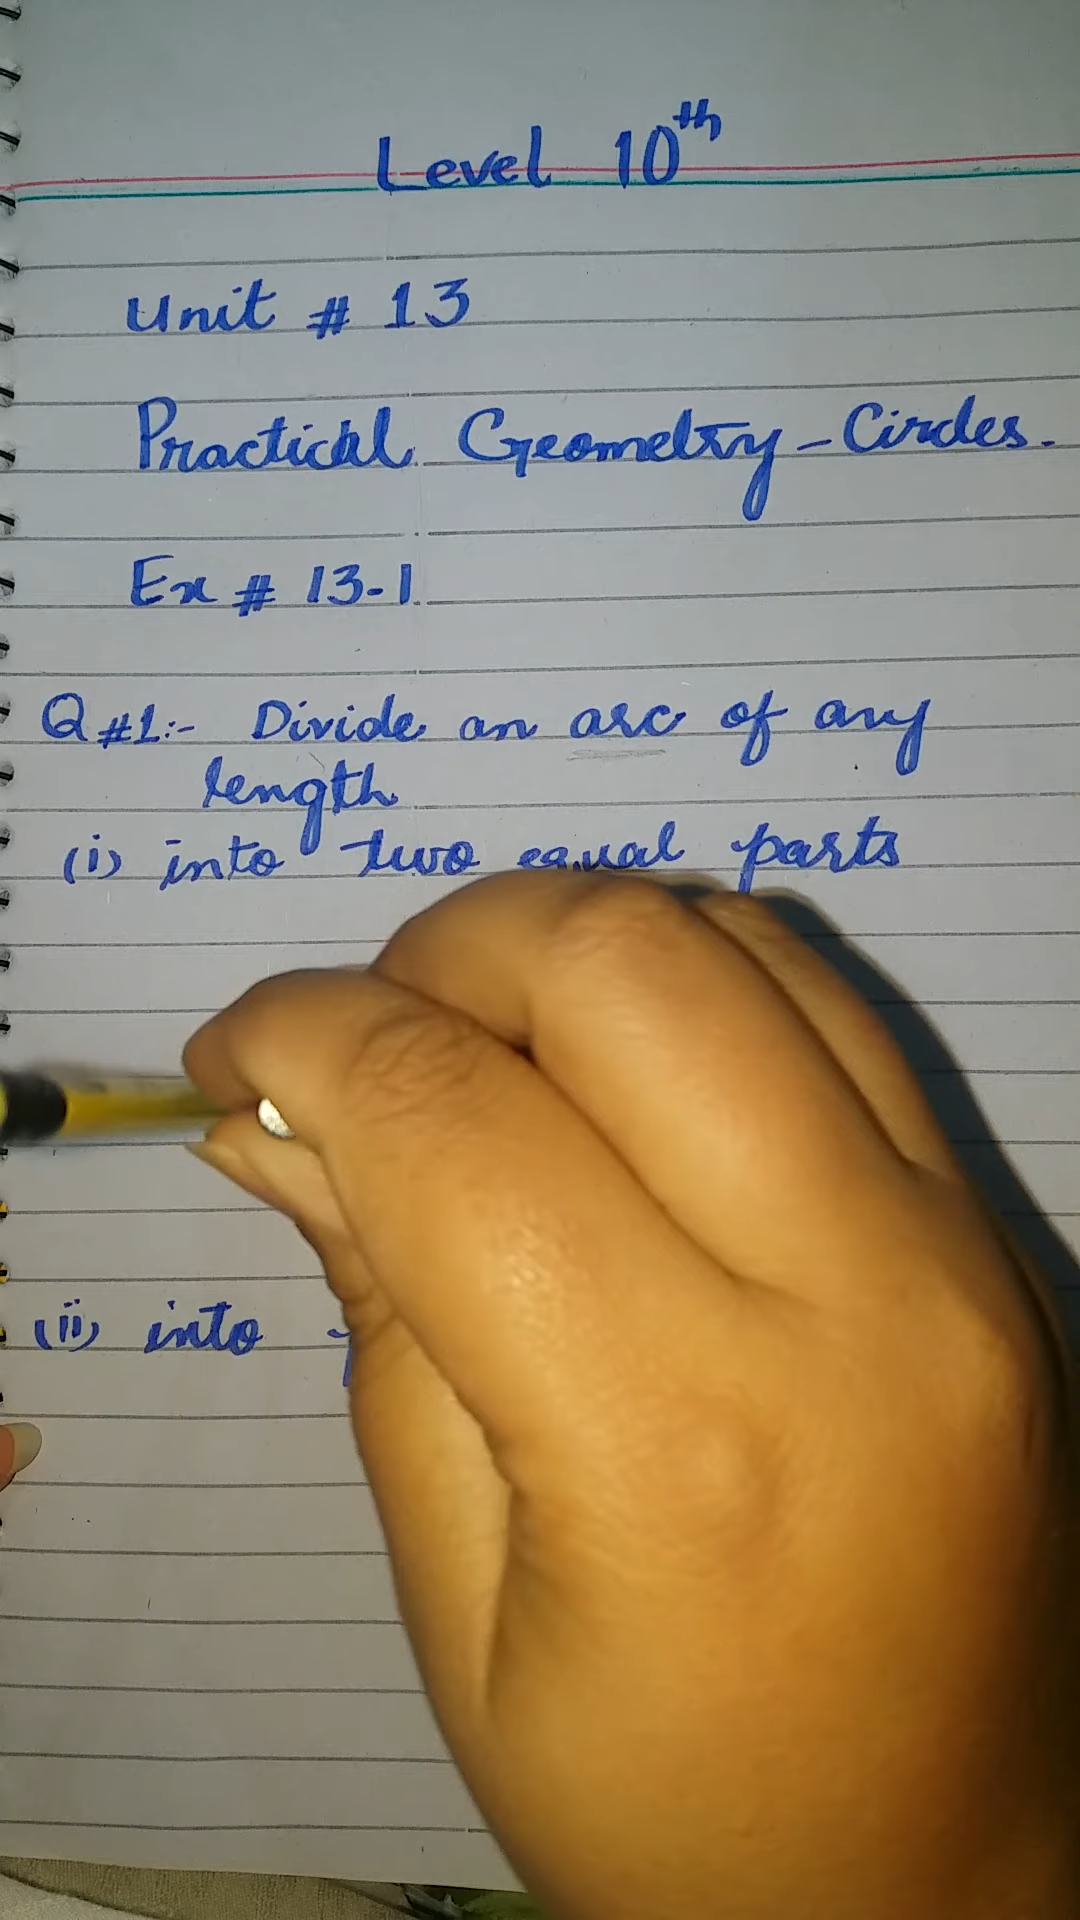 Level 10th
Unit # 13
Practical Geometry - Circles.
Ex # 13-1
Q #1:- Divide an arc of any
length
(i) into two equal parts
(ii) into